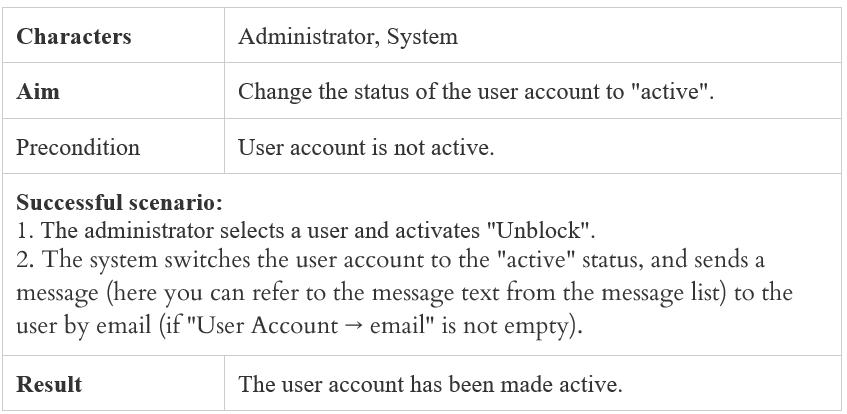 Characters Administrator, System
Aim Change the status of the user account to "active".
Precondition User account is not active.
Successful scenario:
1. The administrator selects a user and activates "Unblock".
2. The system switches the user account to the "active" status, and sends a
message (here you can refer to the message text from the message list) to the
user by email (if "User Account → email" is not empty).
Result The user account has been made active.